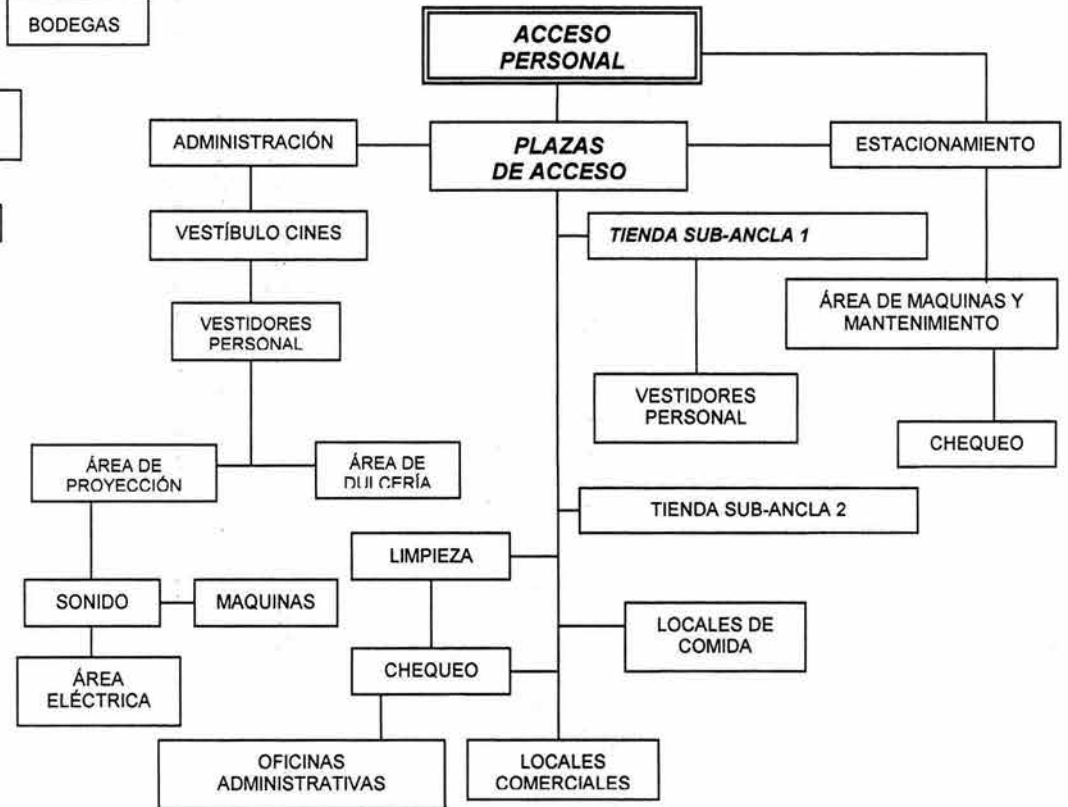 BODEGAS
ACCESO
PERSONAL
ADMINISTRACIÓN
PLAZAS
DE ACCESO
ESTACIONAMIENTO
VESTÍBULO CINES
TIENDA SUB-ANCLA 1
VESTIDORES
PERSONAL
ÁREA DE MAQUINAS Y
MANTENIMIENTO
VESTIDORES
PERSONAL
CHEQUEO
ÁREA DE
PROYECCIÓN
ÁREA DE
DULCERÍA
TIENDA SUB-ANCLA 2
LIMPIEZA
SONIDO
MAQUINAS
LOCALES DE
COMIDA
ÁREA
ELÉCTRICA
CHEQUEO
OFICINAS
ADMINISTRATIVAS
LOCALES
COMERCIALES